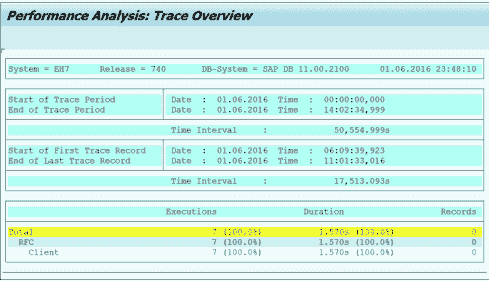 Performance Analysis: Trace Overview
System = EH7 Release = 740 DB-System = SAP DB 11.00.2100 01.06.2016 23:48:10
Start of Trace Period Date : 01.06.2016 Time : 00:00:00,000
End of Trace Period Date : 01.06.2016 Time : 14:02:34,999
Time Interval : 50,554.999s
Start of First Trace Record Date : 01.06.2016 Time : 06:09:39,923
End of Last Trace Record Date : 01.06.2016 Time : 11:01:33,016
Time Interval : 17,513.093s
Executions Duration Records
Total 7 (100.0%) 1.570s (100.0%) 0
RFC 7 (100.0%) 1.570s (100.0%) 0
Client 7 (100.0%) 1.570s (100.0%) 0